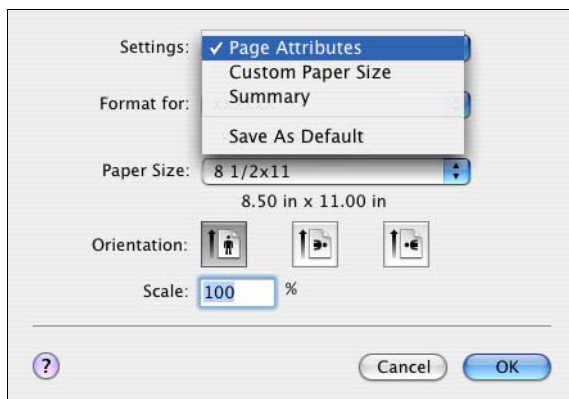 Settings:
✓ Page Attributes
Custom Paper Size
Summary
Save As Default
Format for:
Paper Size: 8 1/2x11
8.50 in x 11.00 in
Orientation:
Scale: 100 %
? Cancel OK